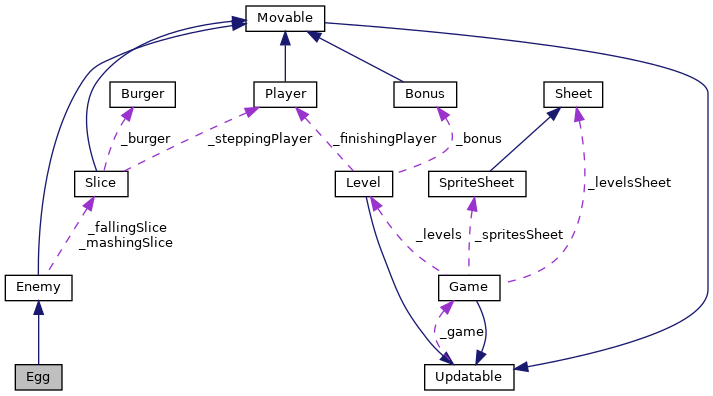 Movable
Burger
Player
Bonus
Sheet
_burger
_steppingPlayer
_finishingPlayer
_bonus
Slice
Level
SpriteSheet
_levelsSheet
_fallingSlice
_mashingSlice
_levels
_spritesSheet
Enemy
Game
_game
Egg
Updatable